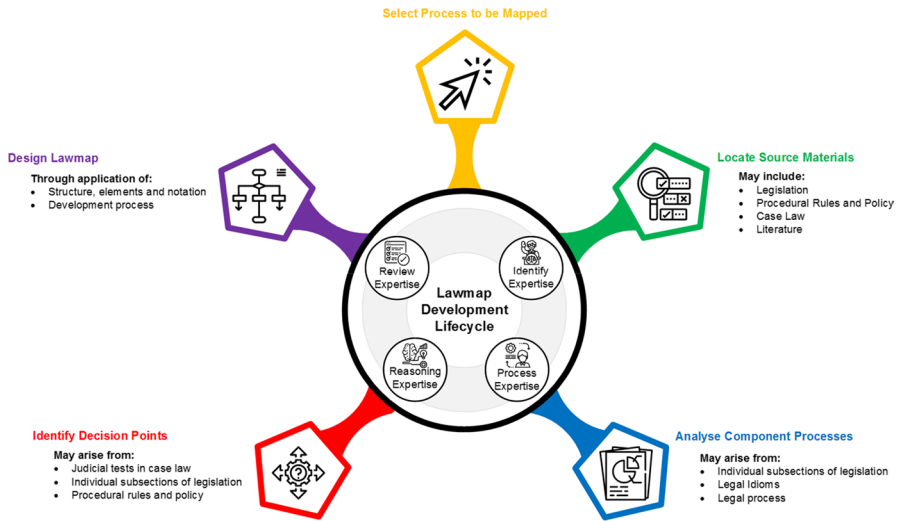 Select Process to be Mapped
Design Lawmap
Through application of:
• Structure, elements and notation
• Development process
Locate Source Materials
May include:
• Legislation
• Procedural Rules and Policy
• Case Law
• Literature
Review
Expertise
Identify
Expertise
Lawmap
Development
Lifecycle
Reasoning
Expertise
Process
Expertise
Identify Decision Points
May arise from:
• Judicial tests in case law
• Individual subsections of legislation
• Procedural rules and policy
Analyse Component Processes
May arise from:
• Individual subsections of legislation
• Legal Idioms
• Legal process